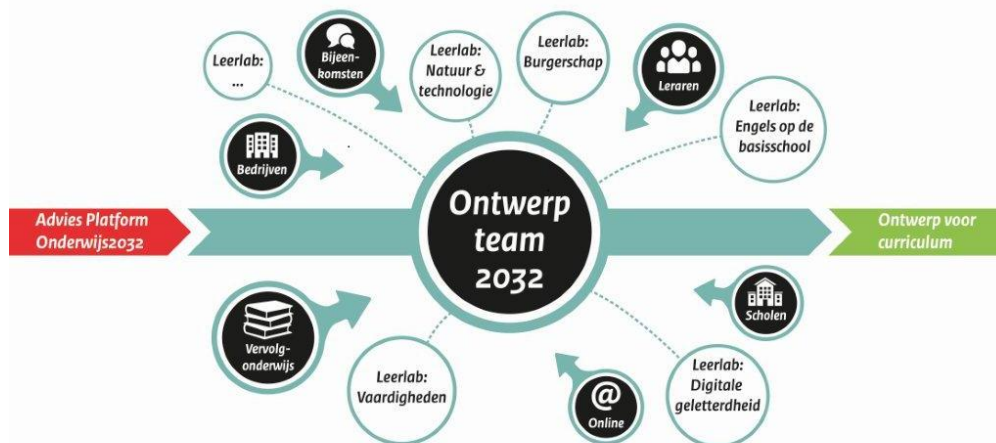 Leerlab:
...
Bijeen-
komsten
Leerlab:
Natuur &
technologie
Leerlab:
Burgerschap
Leraren
Leerlab:
Engels op de
basisschool
Bedrijven
Advies Platform
Onderwijs2032
Ontwerp
team
2032
Ontwerp voor
curriculum
Vervolg-
onderwijs
Leerlab:
Vaardigheden
@
Online
Leerlab:
Digitale
geletterdheid
Scholen